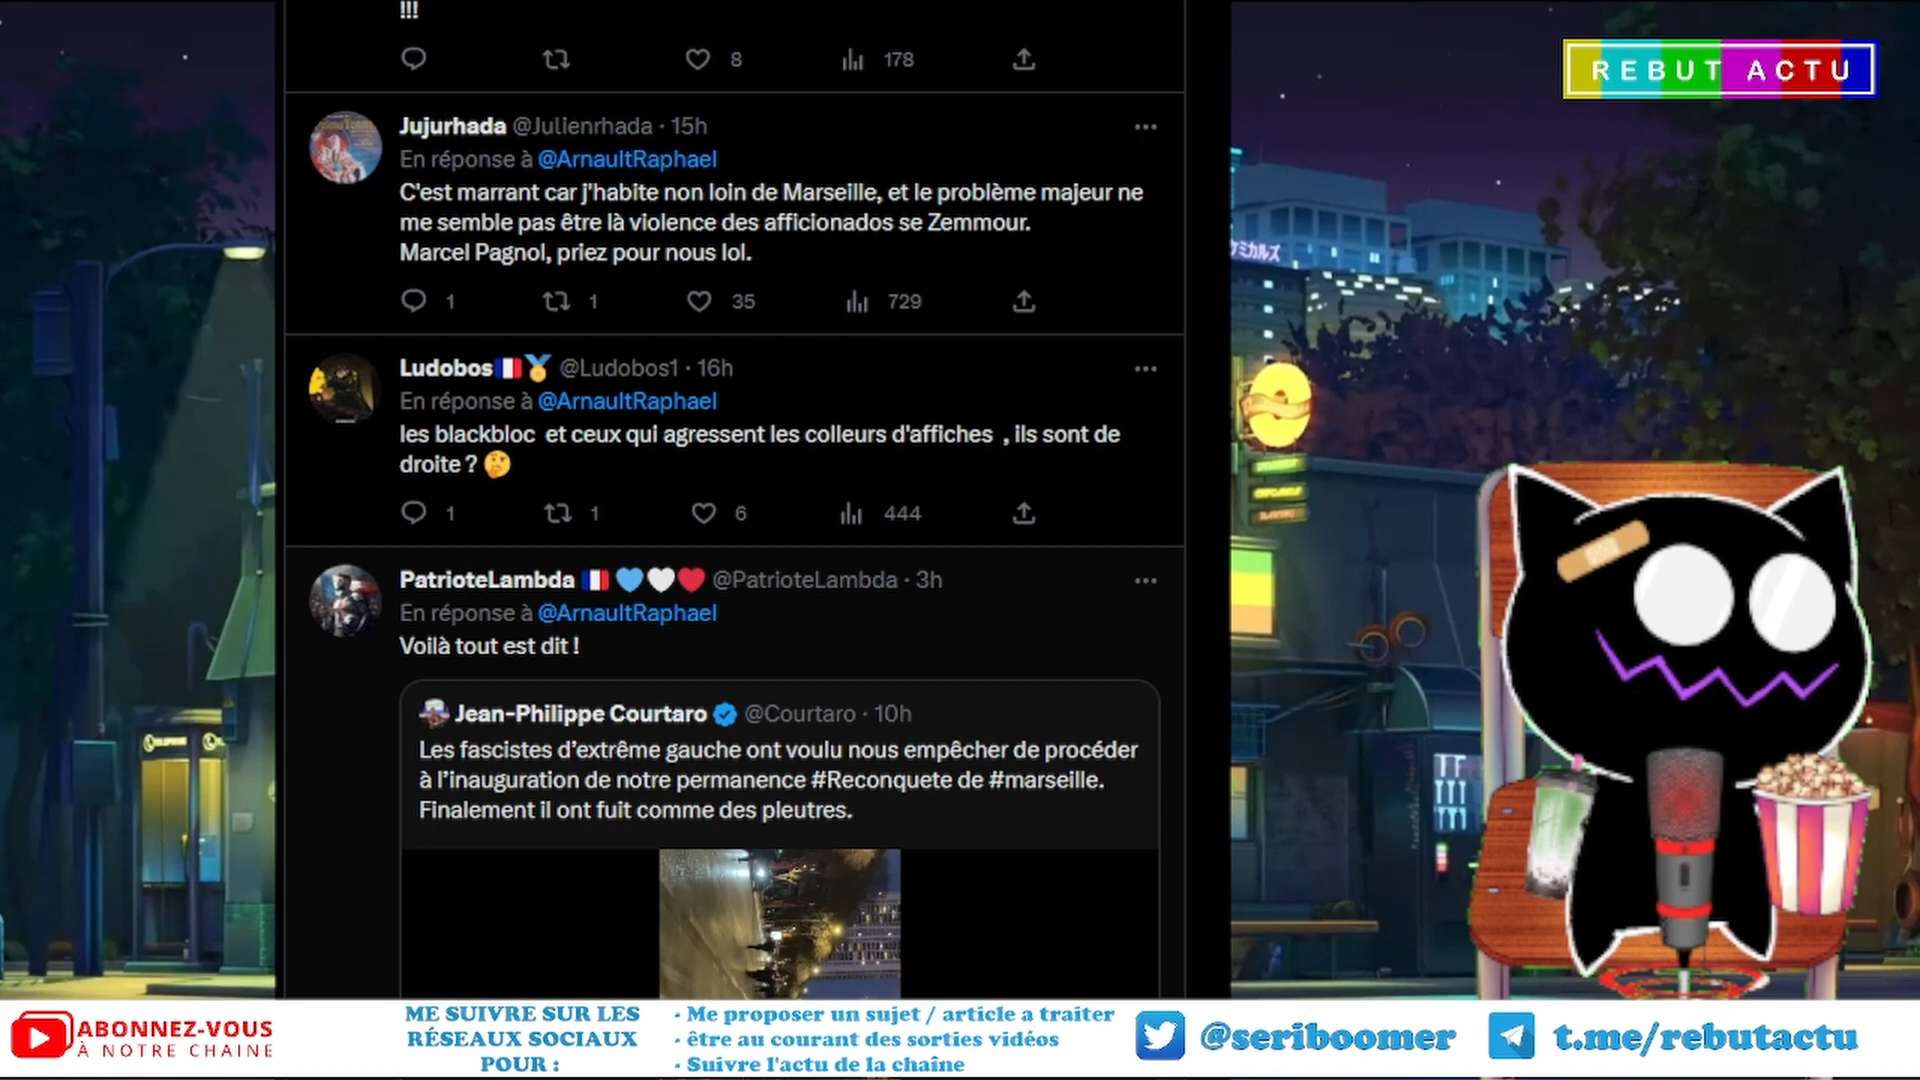 !!!
8 178
REBUT ACTU
Jujurhada @Julienrhada · 15h
En réponse à @ArnaultRaphael
C'est marrant car j'habite non loin de Marseille, et le problème majeur ne
me semble pas être là violence des afficionados se Zemmour.
Marcel Pagnol, priez pour nous lol.
1 1 35 729
ケミカルズ
Ludobos🇫🇷🏅 @Ludobos1 · 16h
En réponse à @ArnaultRaphael
les blackbloc et ceux qui agressent les colleurs d'affiches , ils sont de
droite ? 🤔
1 1 6 444
PatrioteLambda 🇫🇷 💙🤍❤️ @PatrioteLambda · 3h
En réponse à @ArnaultRaphael
Voilà tout est dit !
Jean-Philippe Courtaro @Courtaro · 10h
Les fascistes d’extrême gauche ont voulu nous empêcher de procéder
à l’inauguration de notre permanence #Reconquete de #marseille.
Finalement il ont fuit comme des pleutres.
ABONNEZ-VOUS
À NOTRE CHAINE
ME SUIVRE SUR LES
RÉSEAUX SOCIAUX
POUR :
- Me proposer un sujet / article a traiter
- être au courant des sorties vidéos
- Suivre l'actu de la chaîne
@seriboomer
t.me/rebutactu